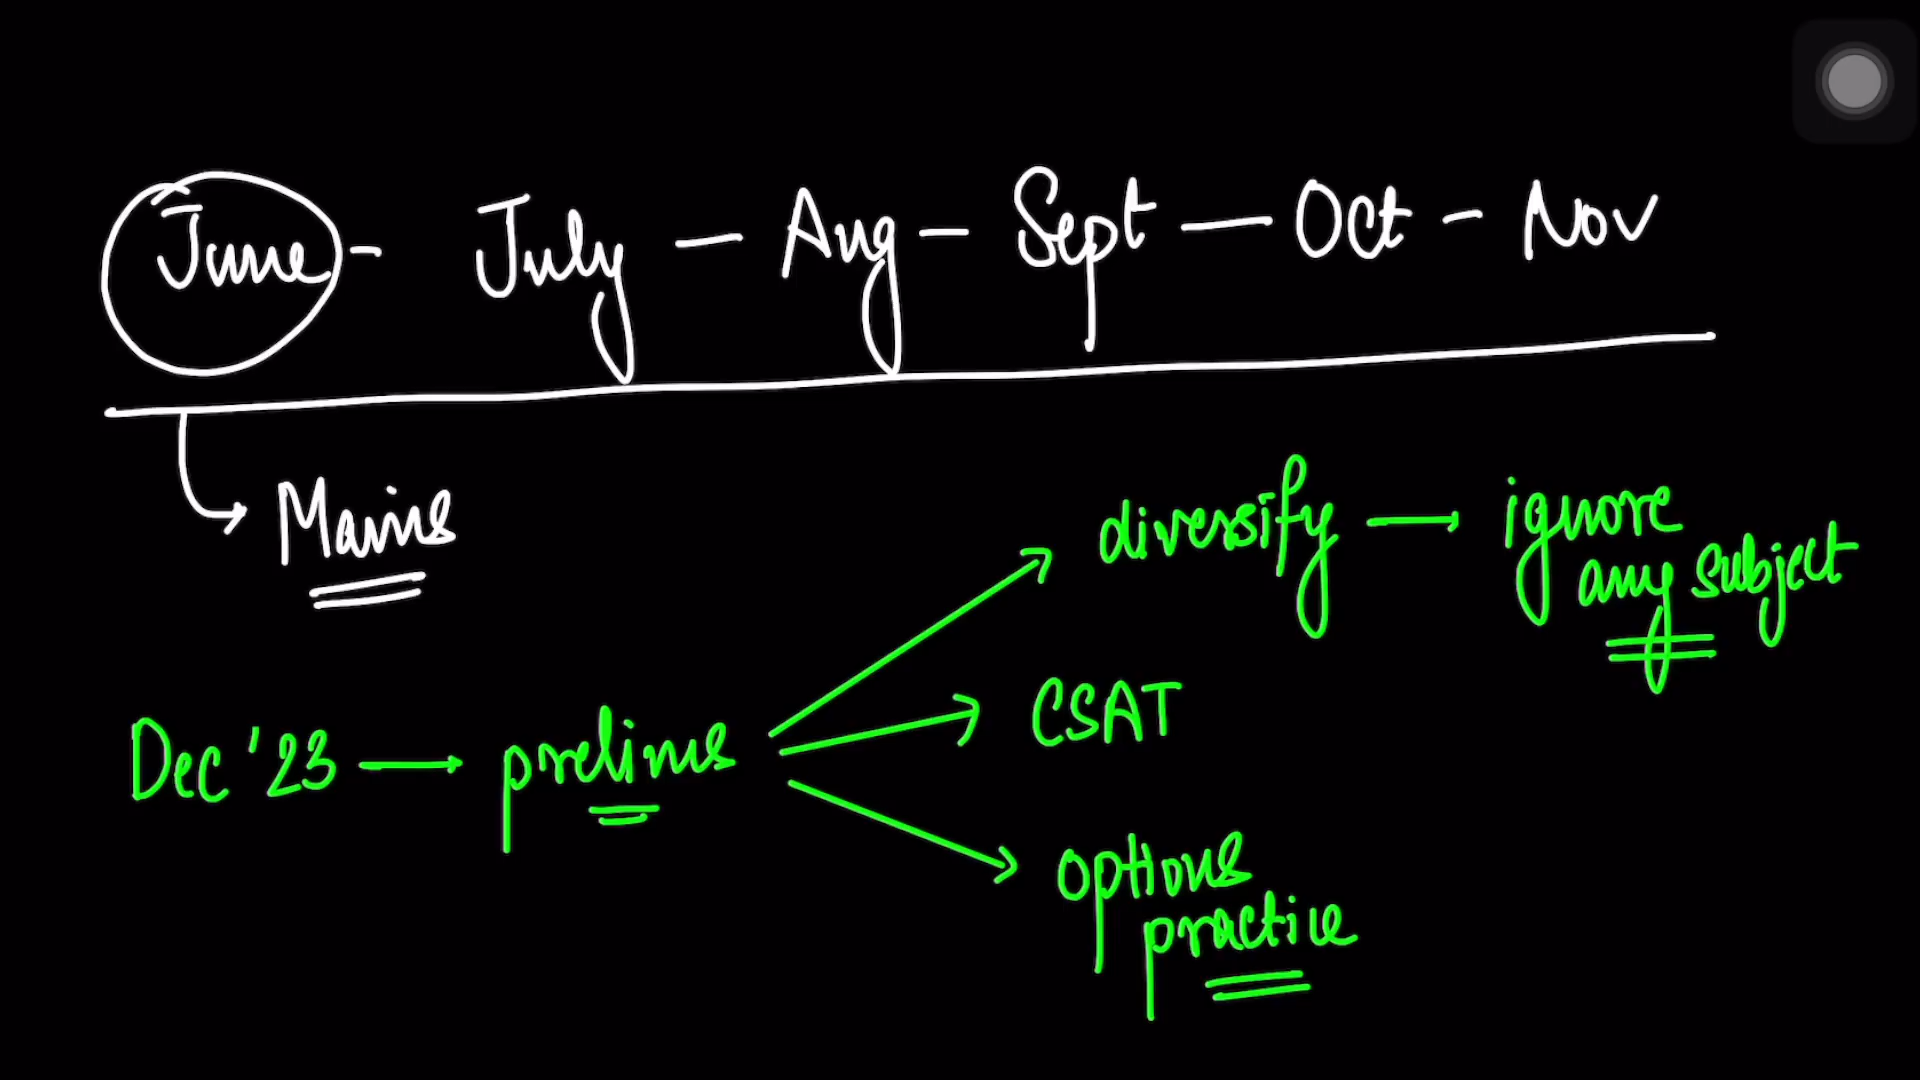 June - July - Aug - Sept - Oct - Nov
Mains
diversify → ignore
any subject
CSAT
Dec '23 → prelims
options
practice